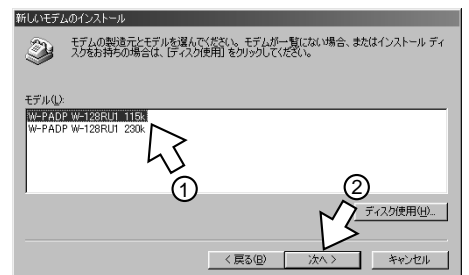 新しいモデムのインストール
モデムの製造元とモデルを選んでください。モデムが一覧にない場合、またはインストール ディ
スクをお持ちの場合は、[ディスク使用] をクリックしてください。
モデル(L):
W-PADP W-128RU1 115k
W-PADP W-128RU1 230k
①
②
ディスク使用(H)...
< 戻る(B)
次へ >
キャンセル